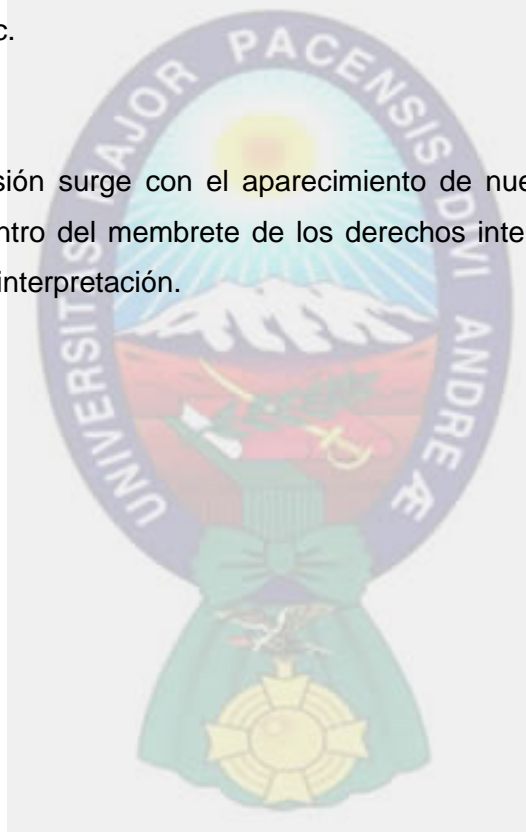 c.
UNIVERSITAS MAJOR PACENSIS DIVI ANDREÆ
sión surge con el aparecimiento de nue
ntro del membrete de los derechos inte
interpretación.